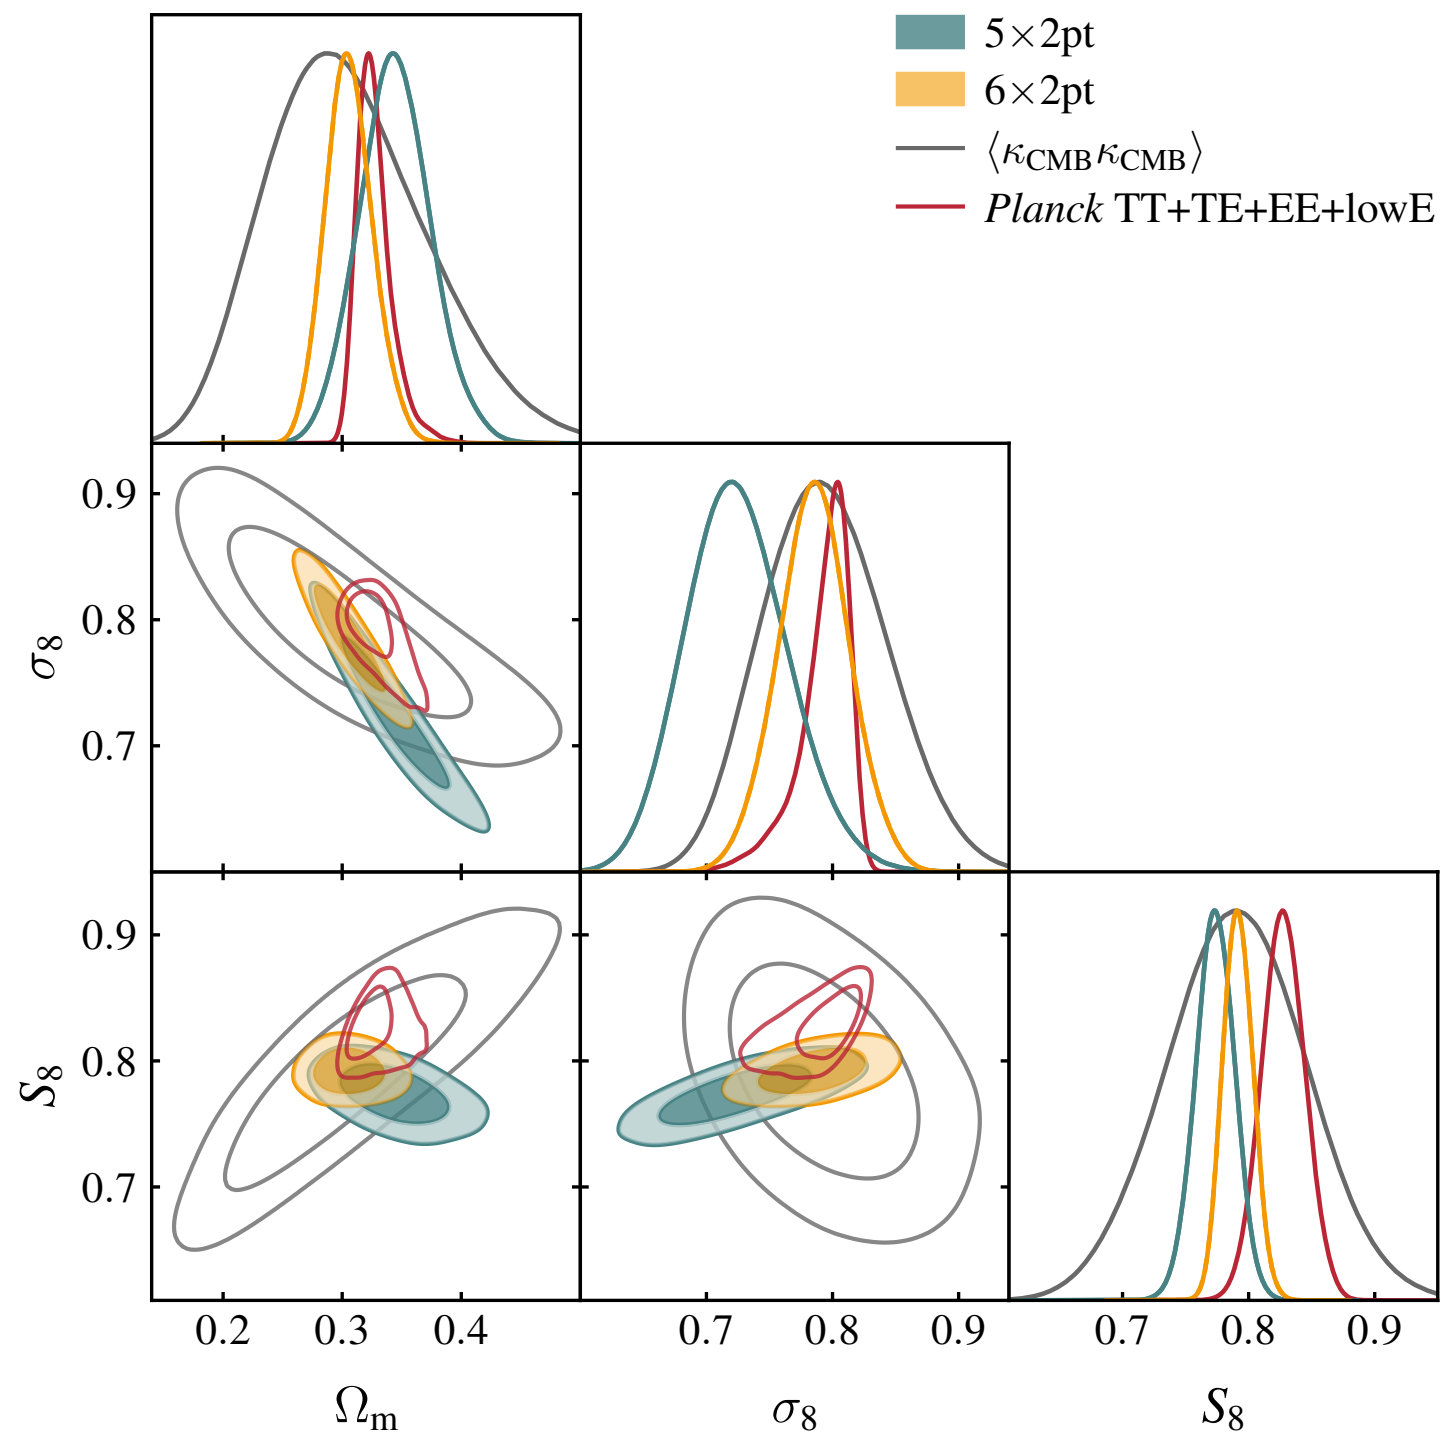 5×2pt
6×2pt
⟨κCMBκCMB⟩
Planck TT+TE+EE+lowE
0.9
0.8
0.7
σ8
0.9
0.8
0.7
S8
0.2 0.3 0.4 0.7 0.8 0.9 0.7 0.8 0.9
Ωm σ8 S8